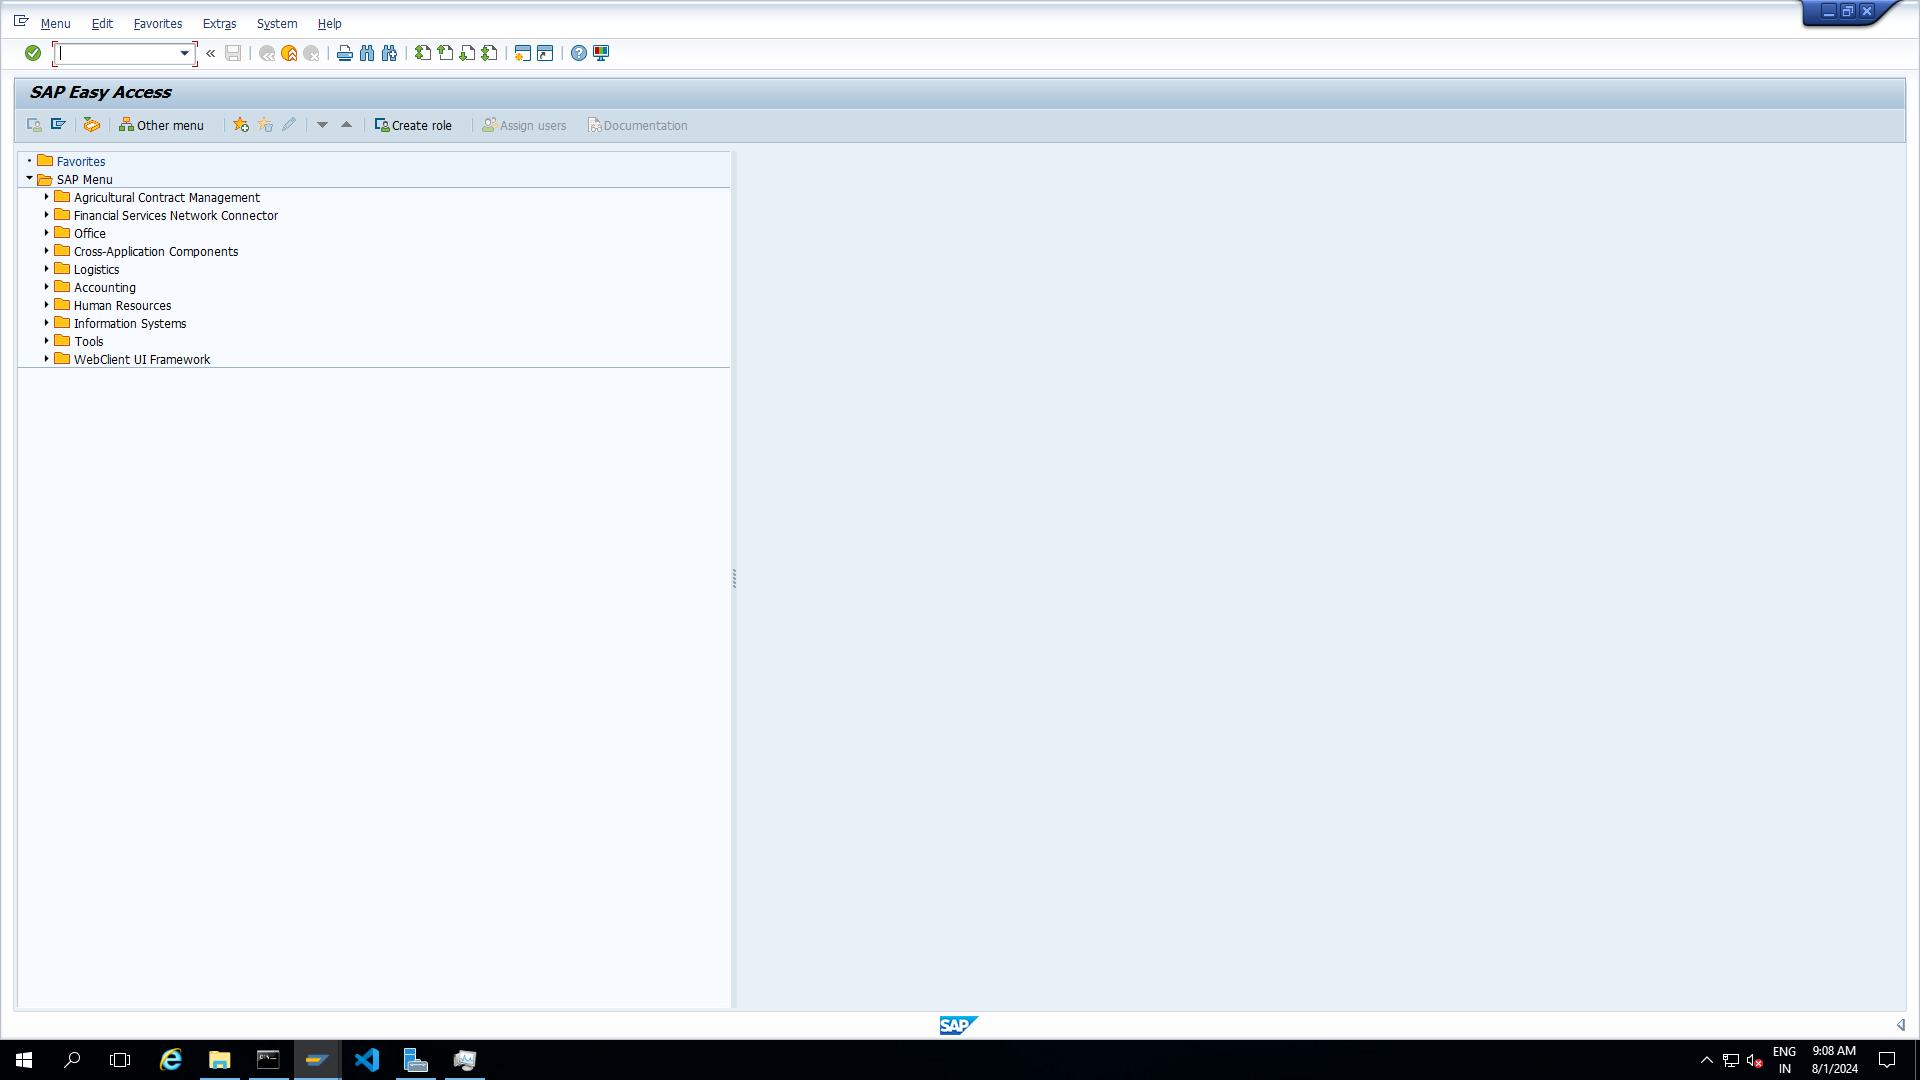 Menu Edit Favorites Extras System Help
SAP Easy Access
Other menu Create role Assign users Documentation
Favorites
SAP Menu
Agricultural Contract Management
Financial Services Network Connector
Office
Cross-Application Components
Logistics
Accounting
Human Resources
Information Systems
Tools
WebClient UI Framework
SAP
ENG 9:08 AM
IN 8/1/2024